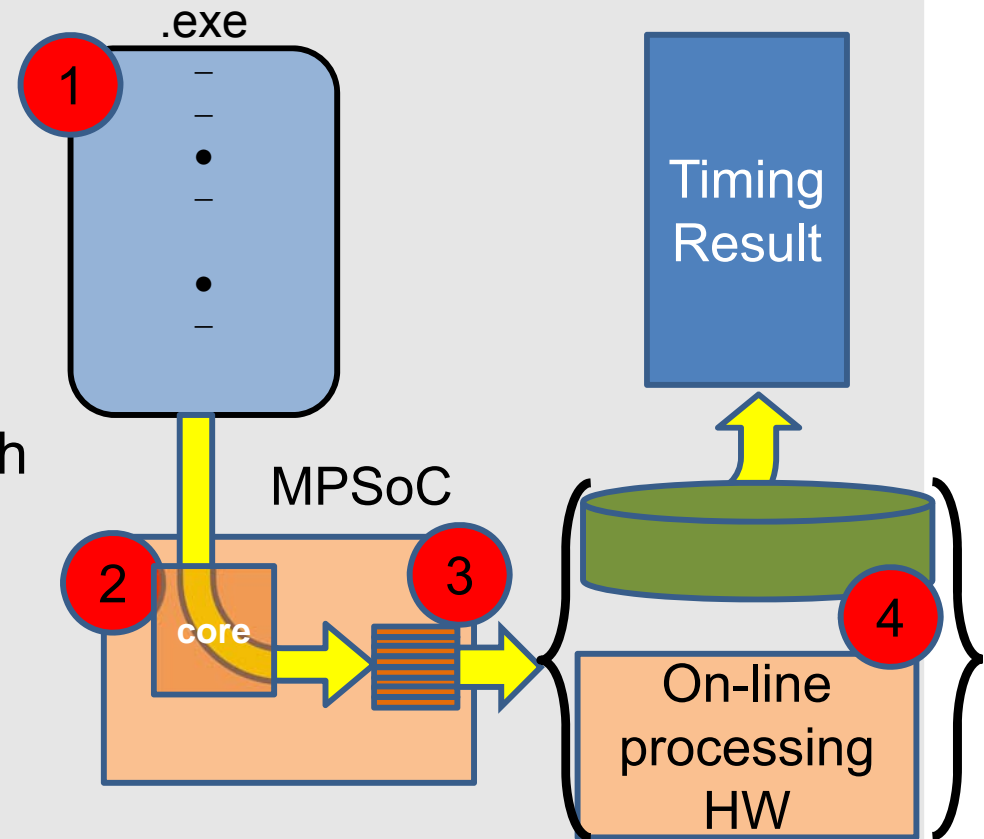 .exe
1
Timing
Result
h
MPSoC
2
3
core
4
On-line
processing
HW